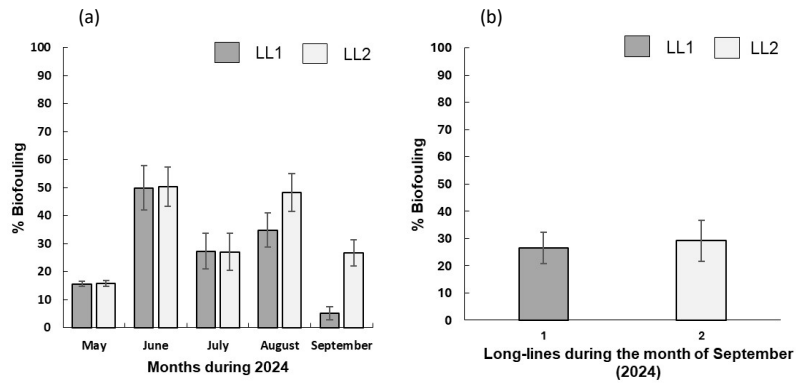 (a)
LL1 LL2
100
90
80
70
60
50
40
30
20
10
0
% Biofouling
May June July August September
Months during 2024
(b)
LL1 LL2
100
90
80
70
60
50
40
30
20
10
0
% Biofouling
1 2
Long-lines during the month of September
(2024)